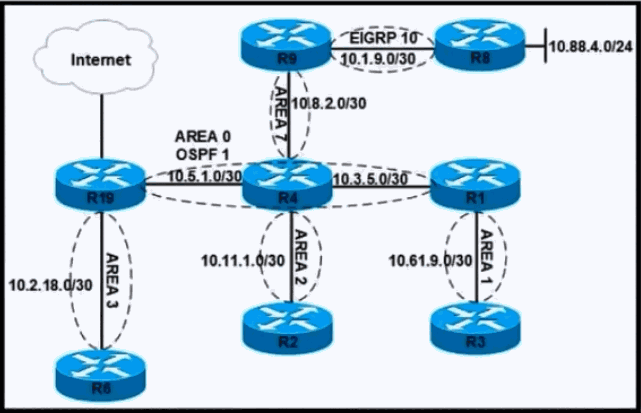 Internet
R9
EIGRP 10
10.1.9.0/30
R8
10.88.4.0/24
AREA 7
10.8.2.0/30
AREA 0
OSPF 1
10.5.1.0/30
10.3.5.0/30
R19
R4
R1
10.2.18.0/30
AREA 3
10.11.1.0/30
AREA 2
10.61.9.0/30
AREA 1
R6
R2
R3